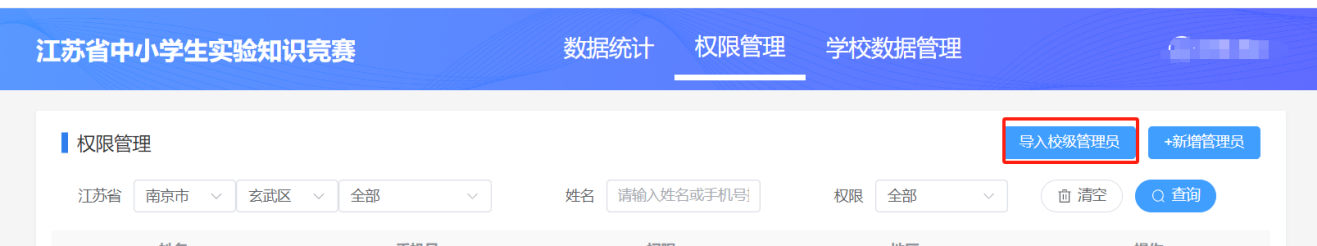 江苏省中小学生实验知识竞赛 数据统计 权限管理 学校数据管理
权限管理 导入校级管理员 +新增管理员
江苏省 南京市 玄武区 全部 姓名 请输入姓名或手机号 权限 全部 清空 查询